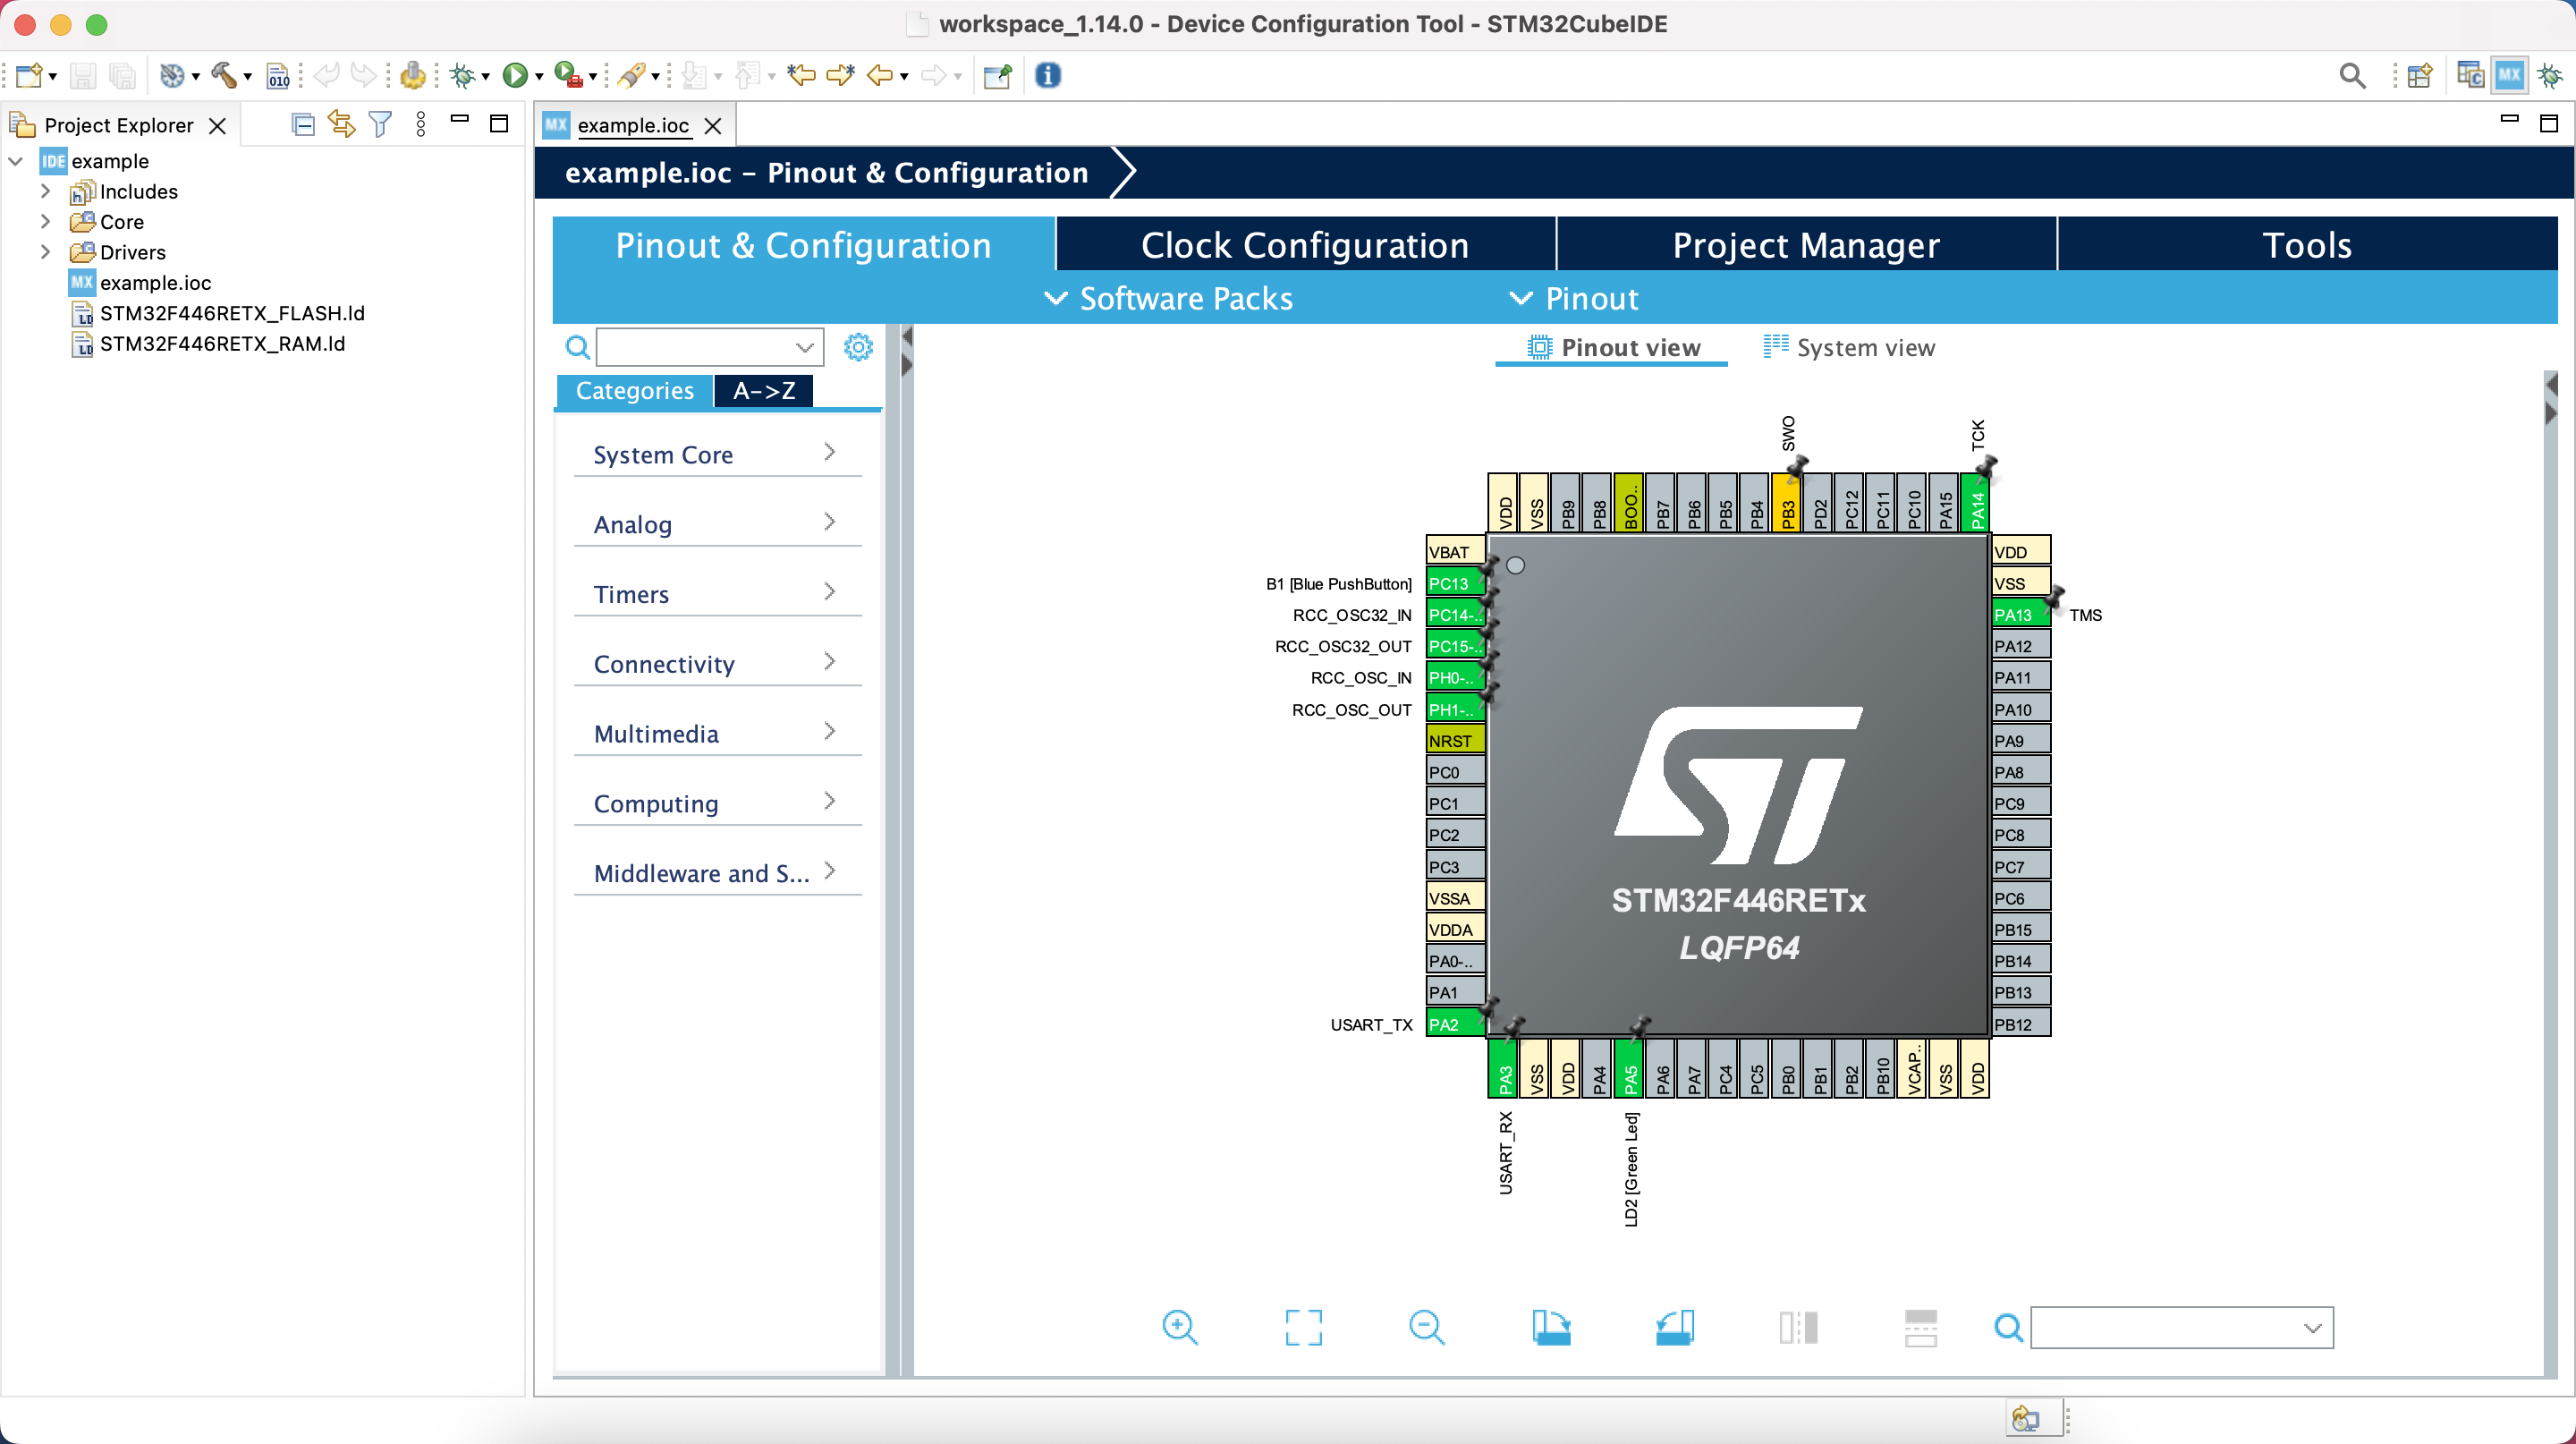 workspace_1.14.0 - Device Configuration Tool - STM32CubeIDE
010
MX
Project Explorer
IDE example
Includes
Core
Drivers
MX example.ioc
STM32F446RETX_FLASH.ld
STM32F446RETX_RAM.ld
MX example.ioc
example.ioc – Pinout & Configuration
Pinout & Configuration
Clock Configuration
Project Manager
Tools
Software Packs
Pinout
Pinout view
System view
Categories
A->Z
System Core
Analog
Timers
Connectivity
Multimedia
Computing
Middleware and S...
SWO
TCK
VDD
VSS
PB9
PB8
BOO..
PB7
PB6
PB5
PB4
PB3
PD2
PC12
PC11
PC10
PA15
PA14
VBAT
B1 [Blue PushButton] PC13
RCC_OSC32_IN PC14-..
RCC_OSC32_OUT PC15-..
RCC_OSC_IN PH0-..
RCC_OSC_OUT PH1-..
NRST
PC0
PC1
PC2
PC3
VSSA
VDDA
PA0-..
PA1
USART_TX PA2
VDD
VSS
PA13 TMS
PA12
PA11
PA10
PA9
PA8
PC9
PC8
PC7
PC6
PB15
PB14
PB13
PB12
ST
STM32F446RETx
LQFP64
PA3
VSS
VDD
PA4
PA5
PA6
PA7
PC4
PC5
PB0
PB1
PB2
PB10
VCAP..
VSS
VDD
USART_RX
LD2 [Green Led]